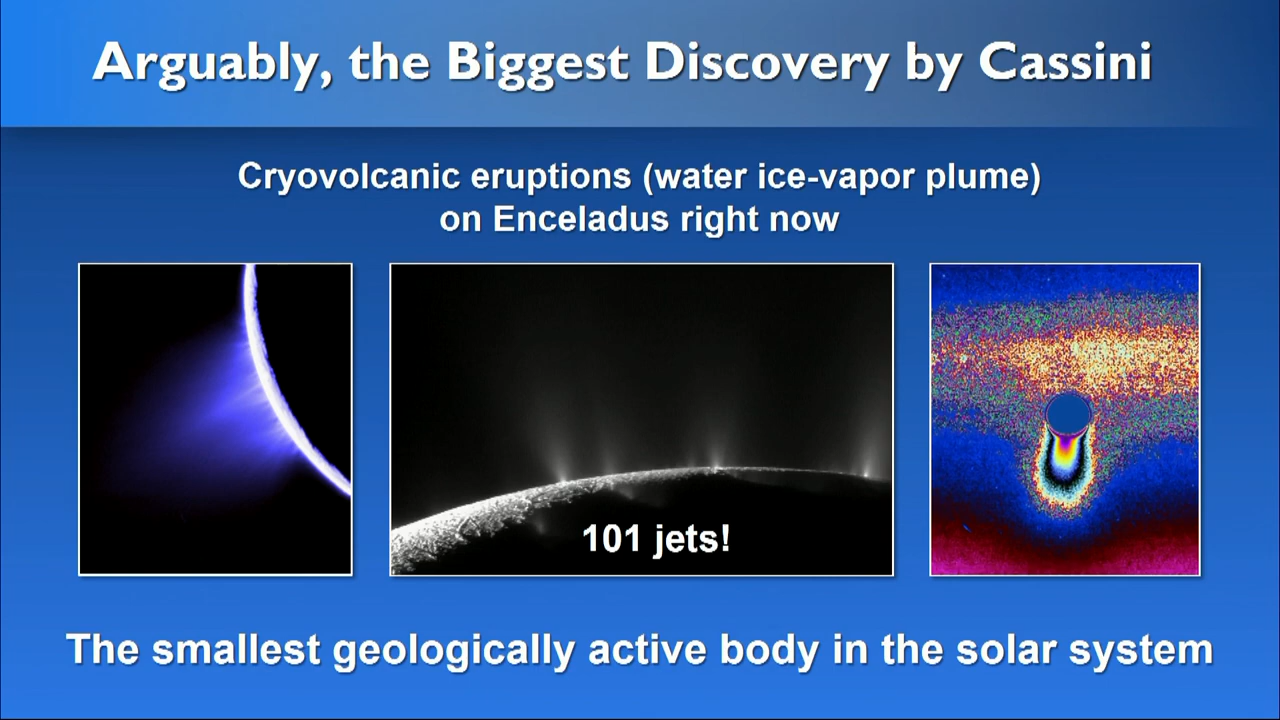 Arguably, the Biggest Discovery by Cassini
Cryovolcanic eruptions (water ice-vapor plume)
on Enceladus right now
101 jets!
The smallest geologically active body in the solar system